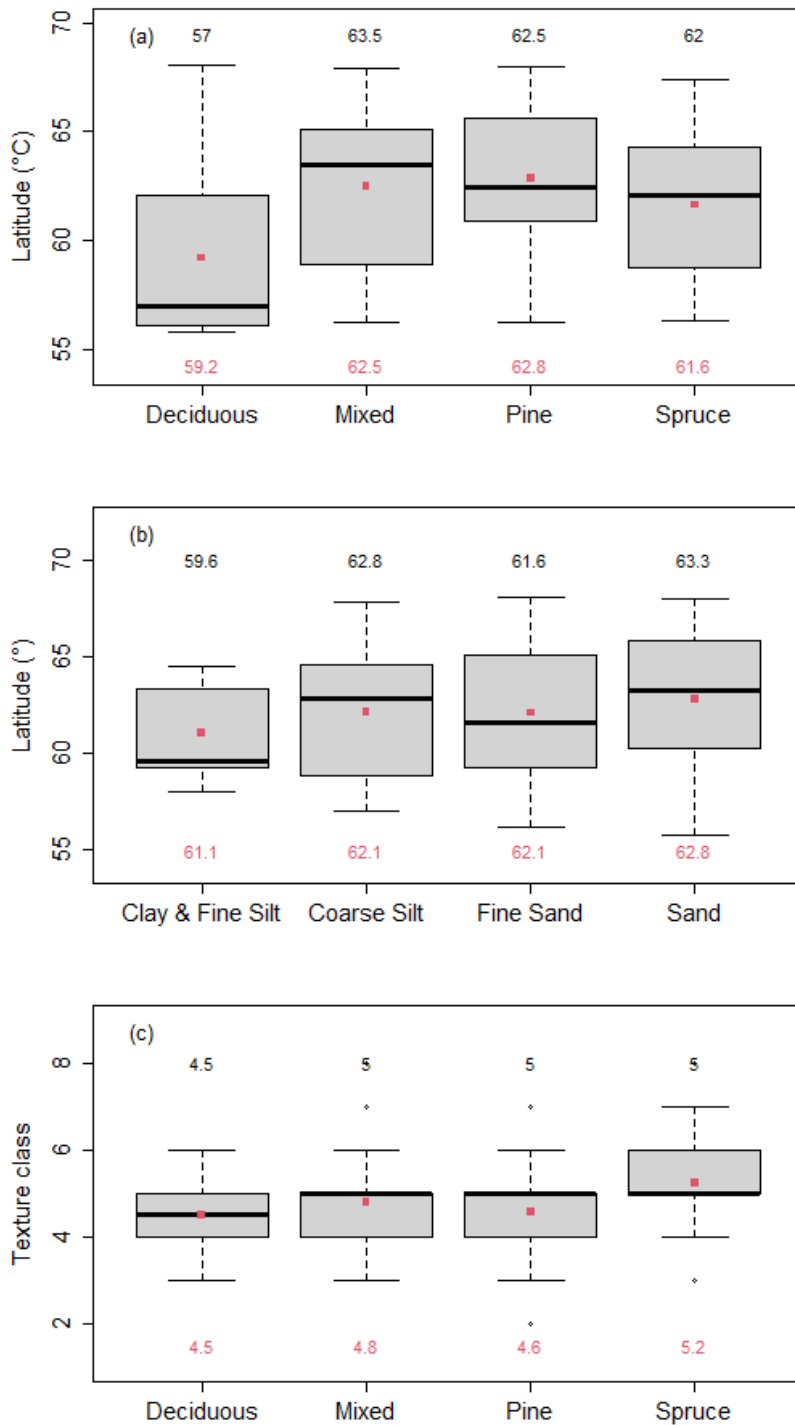 (a) 57 63.5 62.5 62
Latitude (°C)
70
65
60
55
59.2 62.5 62.8 61.6
Deciduous Mixed Pine Spruce
(b)
59.6 62.8 61.6 63.3
Latitude (°)
70
65
60
55
61.1 62.1 62.1 62.8
Clay & Fine Silt Coarse Silt Fine Sand Sand
(c)
4.5 5 5 5
Texture class
8
6
4
2
4.5 4.8 4.6 5.2
Deciduous Mixed Pine Spruce